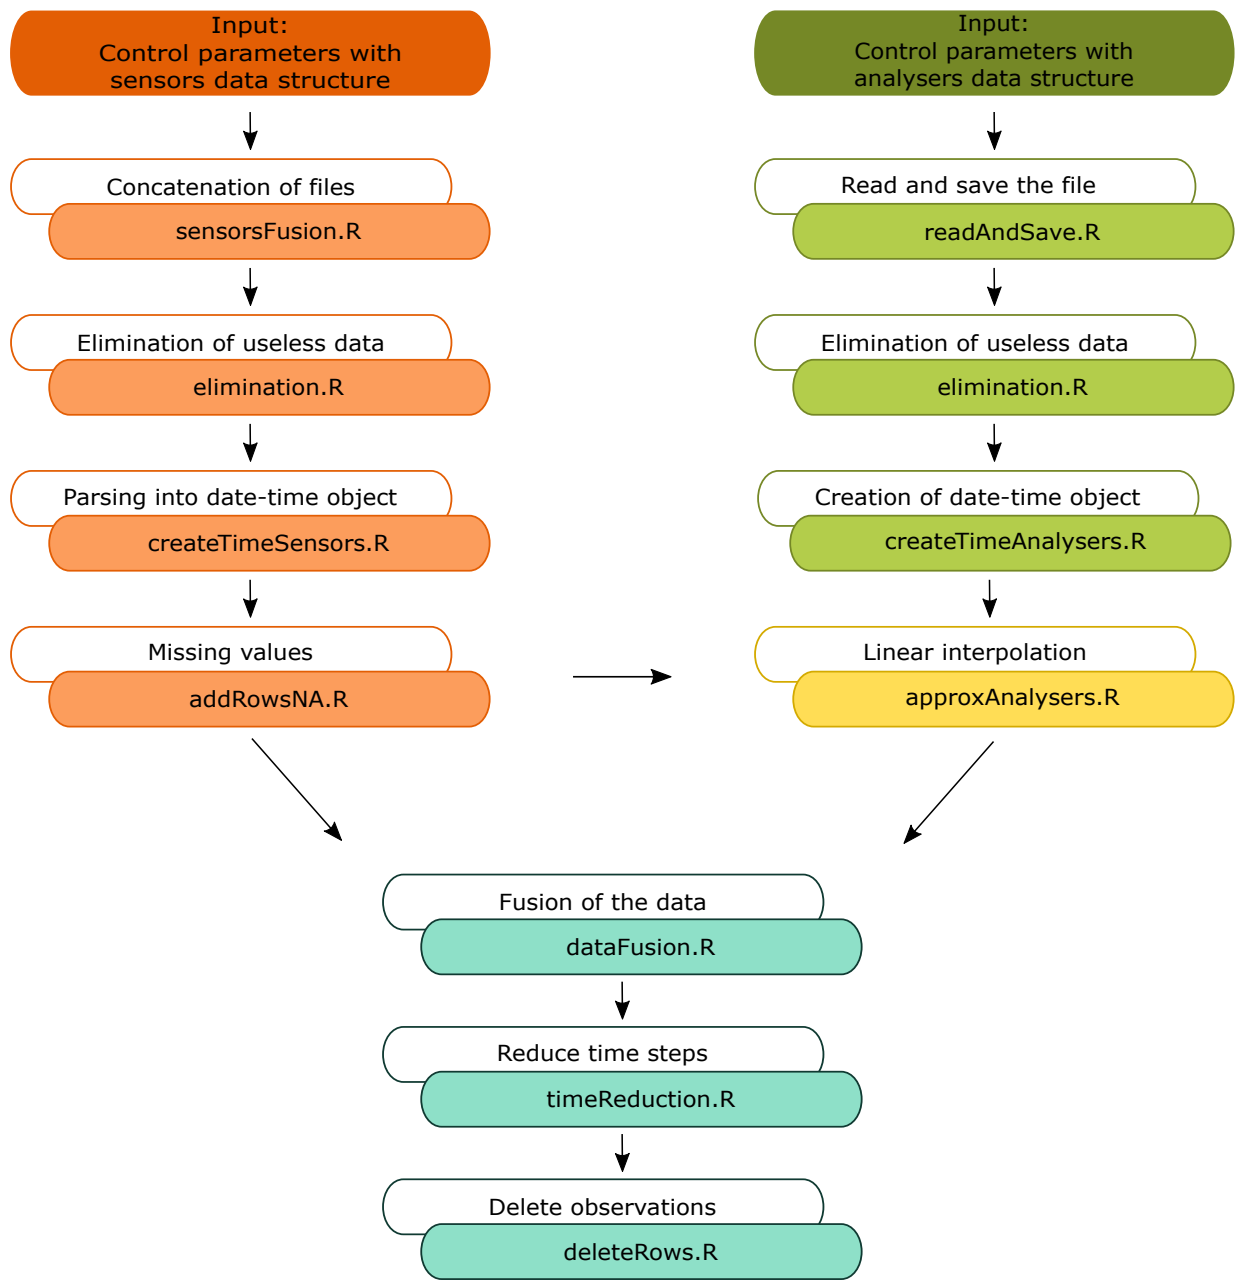 Input:
Control parameters with
sensors data structure
Concatenation of files
sensorsFusion.R
Elimination of useless data
elimination.R
Parsing into date-time object
createTimeSensors.R
Missing values
addRowsNA.R
Input:
Control parameters with
analysers data structure
Read and save the file
readAndSave.R
Elimination of useless data
elimination.R
Creation of date-time object
createTimeAnalysers.R
Linear interpolation
approxAnalysers.R
Fusion of the data
dataFusion.R
Reduce time steps
timeReduction.R
Delete observations
deleteRows.R